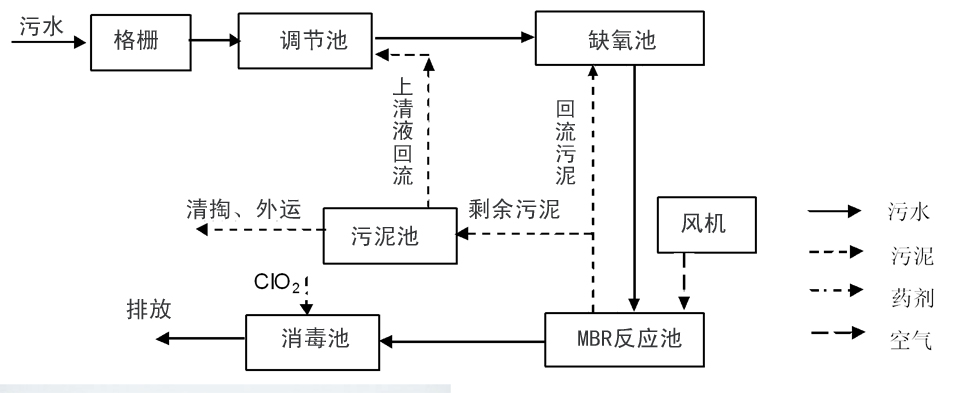 污水
格栅
调节池
缺氧池
上清液回流
回流污泥
清掏、外运
污泥池
剩余污泥
风机
ClO2
排放
消毒池
MBR反应池
污水
污泥
药剂
空气